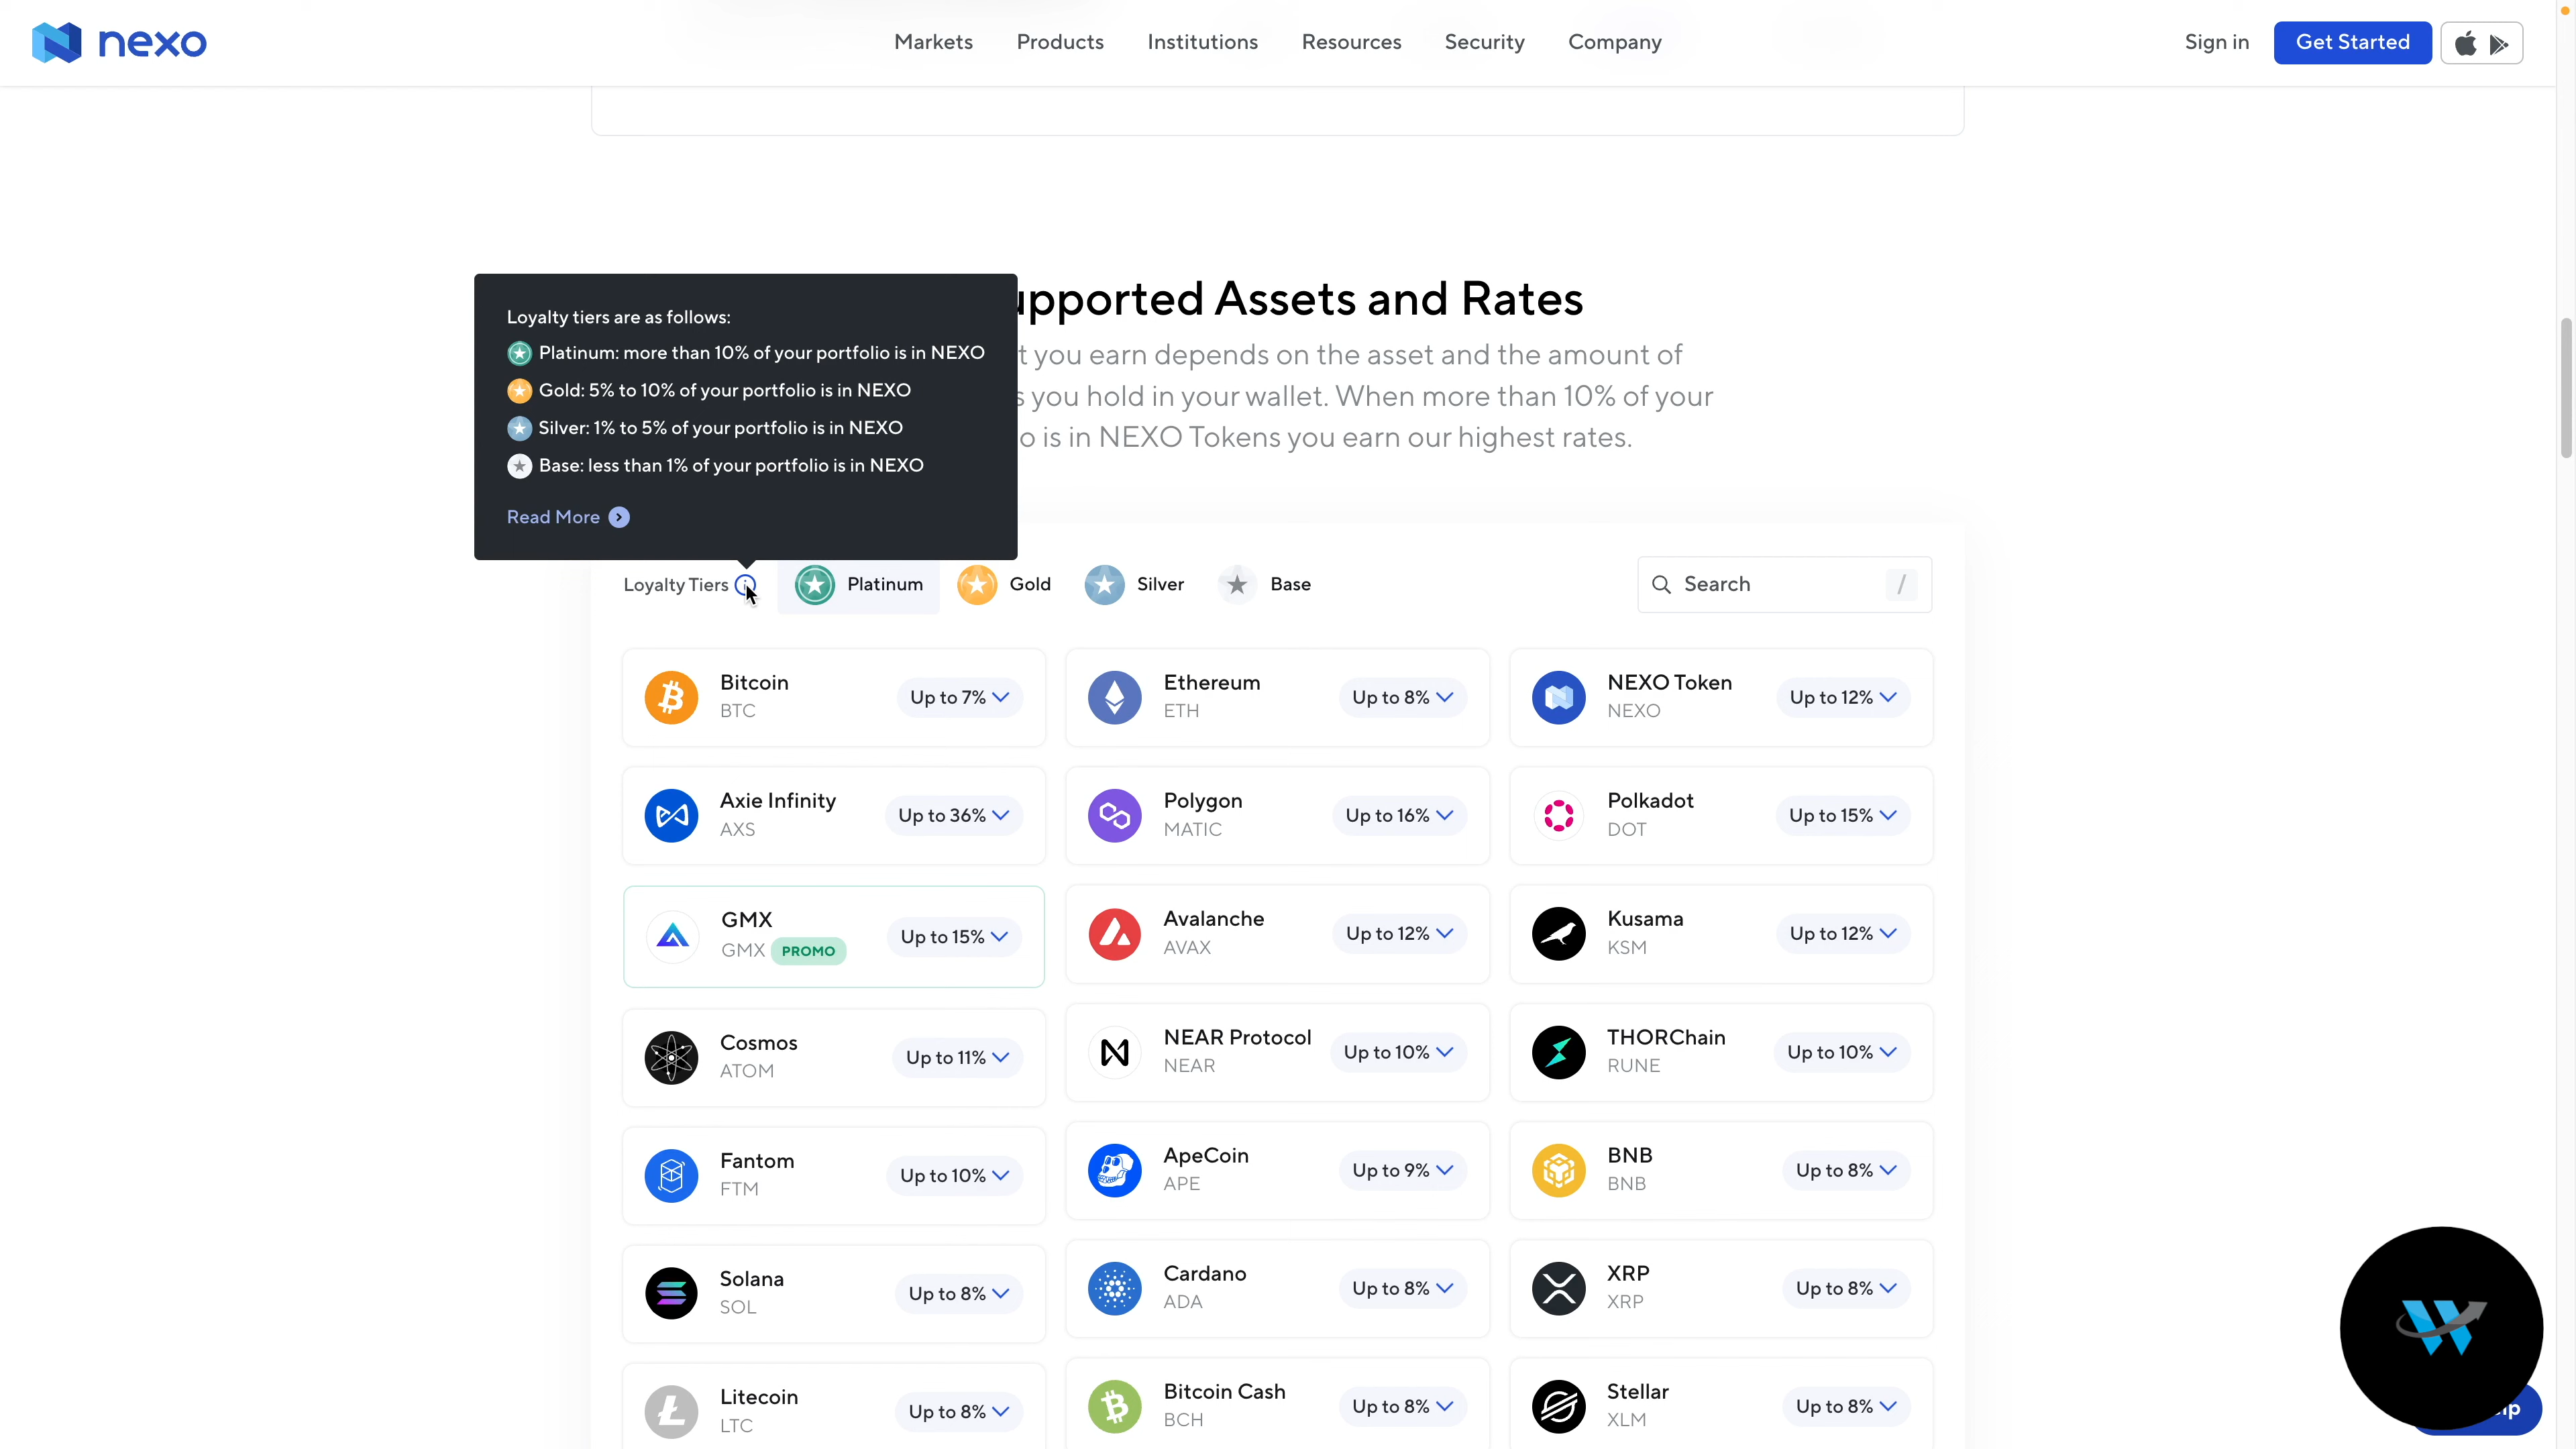 nexo
Markets
Products
Institutions
Resources
Security
Company
Sign in
Get Started
Loyalty tiers are as follows:
Platinum: more than 10% of your portfolio is in NEXO
Gold: 5% to 10% of your portfolio is in NEXO
Silver: 1% to 5% of your portfolio is in NEXO
Base: less than 1% of your portfolio is in NEXO
Read More
upported Assets and Rates
t you earn depends on the asset and the amount of
s you hold in your wallet. When more than 10% of your
o is in NEXO Tokens you earn our highest rates.
Loyalty Tiers
Platinum
Gold
Silver
Base
Search
/
Bitcoin
BTC
Up to 7%
Ethereum
ETH
Up to 8%
NEXO Token
NEXO
Up to 12%
Axie Infinity
AXS
Up to 36%
Polygon
MATIC
Up to 16%
Polkadot
DOT
Up to 15%
GMX
GMX PROMO
Up to 15%
Avalanche
AVAX
Up to 12%
Kusama
KSM
Up to 12%
Cosmos
ATOM
Up to 11%
NEAR Protocol
NEAR
Up to 10%
THORChain
RUNE
Up to 10%
Fantom
FTM
Up to 10%
ApeCoin
APE
Up to 9%
BNB
BNB
Up to 8%
Solana
SOL
Up to 8%
Cardano
ADA
Up to 8%
XRP
XRP
Up to 8%
Litecoin
LTC
Up to 8%
Bitcoin Cash
BCH
Up to 8%
Stellar
XLM
Up to 8%